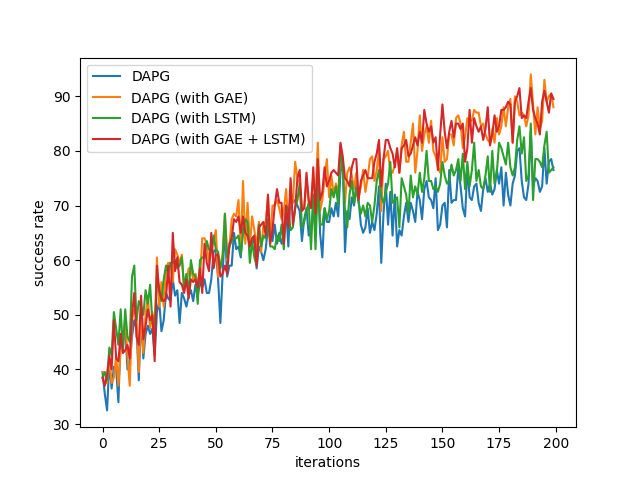 DAPG
DAPG (with GAE)
DAPG (with LSTM)
DAPG (with GAE + LSTM)
success rate
90
80
70
60
50
40
30
0 25 50 75 100 125 150 175 200
iterations